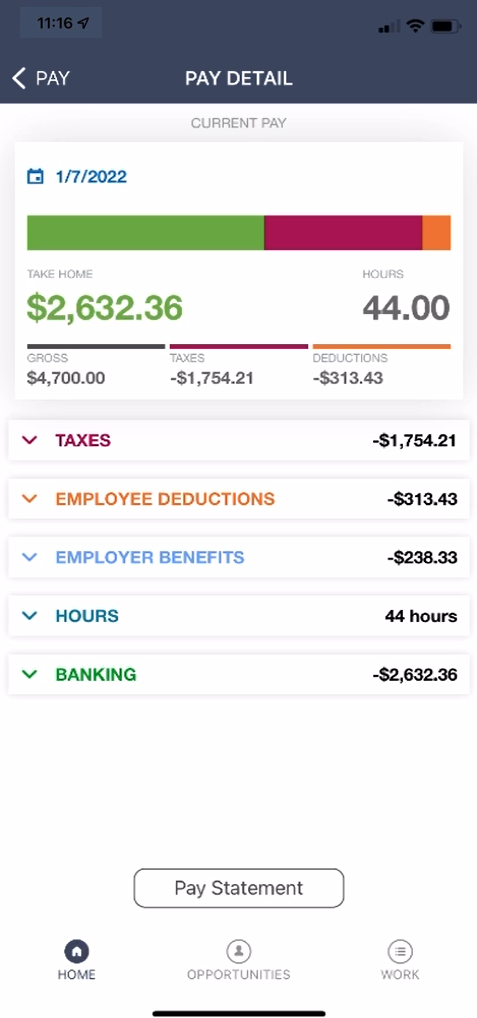 11:16
PAY
PAY DETAIL
CURRENT PAY
1/7/2022
TAKE HOME
HOURS
$2,632.36
44.00
GROSS
TAXES
DEDUCTIONS
$4,700.00
-$1,754.21
-$313.43
TAXES -$1,754.21
EMPLOYEE DEDUCTIONS -$313.43
EMPLOYER BENEFITS -$238.33
HOURS 44 hours
BANKING -$2,632.36
Pay Statement
HOME
OPPORTUNITIES
WORK